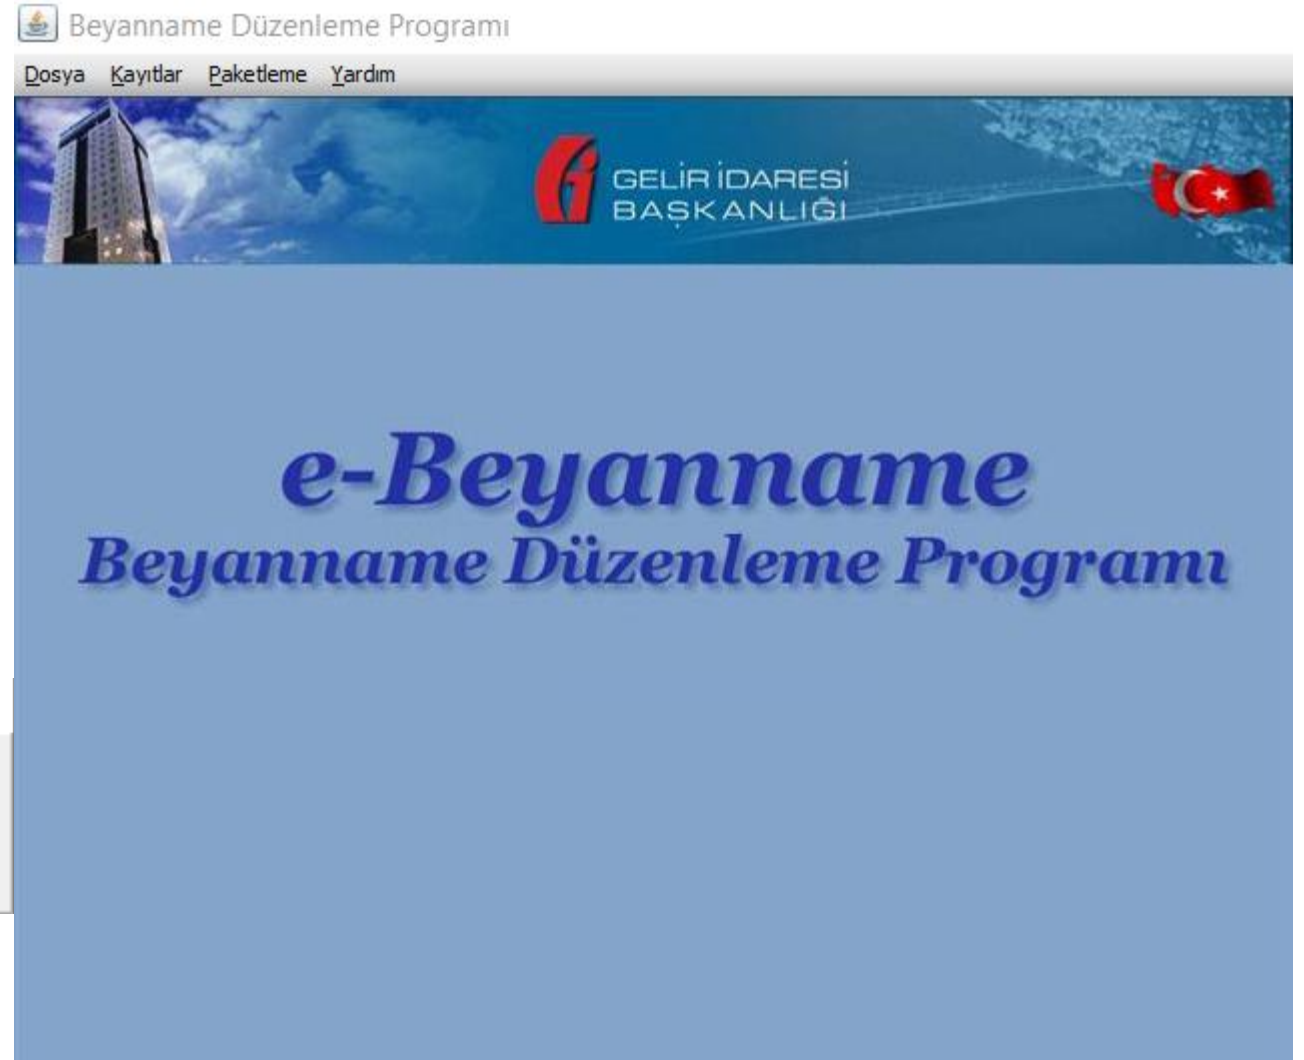 Beyanname Düzenleme Programı
Dosya Kayıtlar Paketleme Yardım
GELİR İDARESİ
BAŞKANLIĞI
e-Beyanname
Beyanname Düzenleme Programı